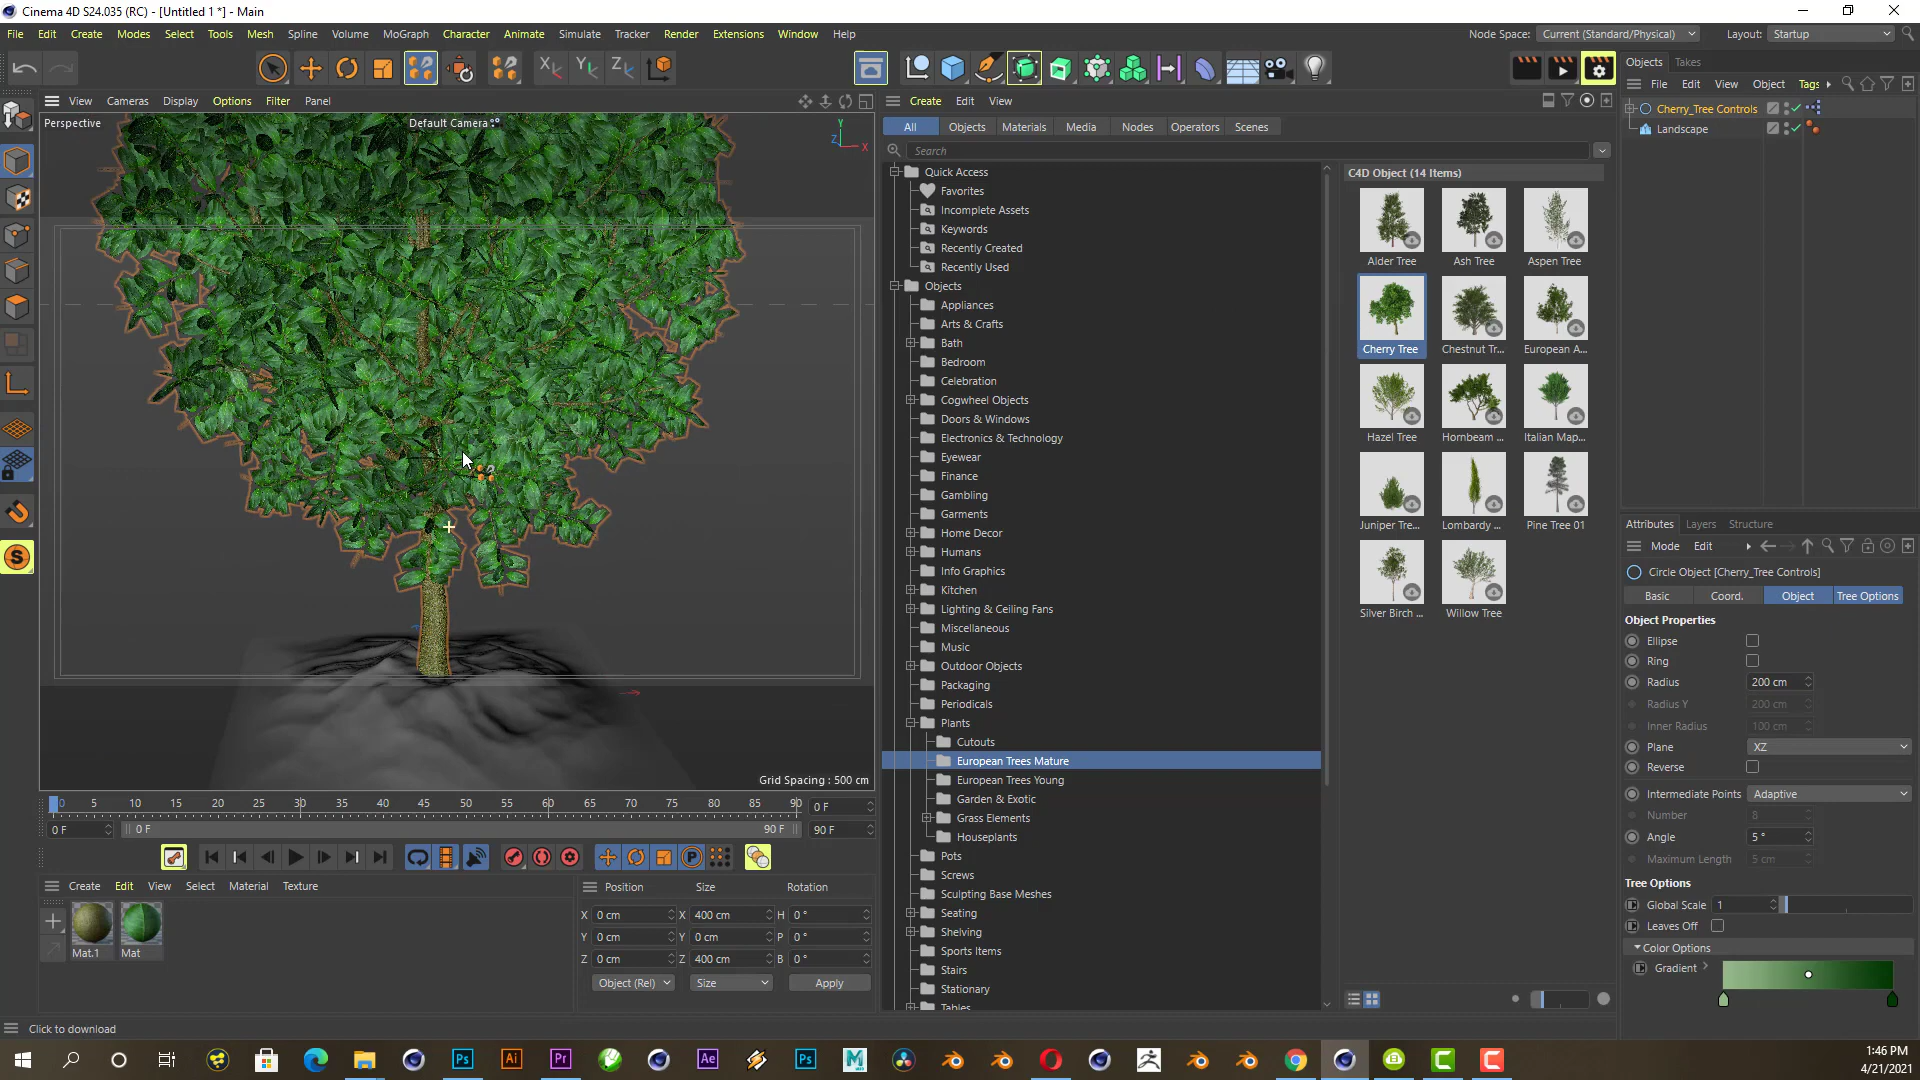 Cinema 4D S24.035 (RC) - [Untitled 1 *] - Main
File Edit Create Modes Select Tools Mesh Spline Volume MoGraph Character Animate Simulate Tracker Render Extensions Window Help
Node Space: Current (Standard/Physical) Layout: Startup
View Cameras Display Options Filter Panel
Perspective
Default Camera
Y
Z
X
Grid Spacing : 500 cm
0 5 10 15 20 25 30 35 40 45 50 55 60 65 70 75 80 85 90
0 F
0 F 0 F 90 F 90 F
Create Edit View Select Material Texture
Mat.1 Mat
Position Size Rotation
X 0 cm X 400 cm H 0 °
Y 0 cm Y 0 cm P 0 °
Z 0 cm Z 400 cm B 0 °
Object (Rel) Size Apply
Click to download
Create Edit View
All Objects Materials Media Nodes Operators Scenes
Search
Quick Access
Favorites
Incomplete Assets
Keywords
Recently Created
Recently Used
Objects
Appliances
Arts & Crafts
Bath
Bedroom
Celebration
Cogwheel Objects
Doors & Windows
Electronics & Technology
Eyewear
Finance
Gambling
Garments
Home Decor
Humans
Info Graphics
Kitchen
Lighting & Ceiling Fans
Miscellaneous
Music
Outdoor Objects
Packaging
Periodicals
Plants
Cutouts
European Trees Mature
European Trees Young
Garden & Exotic
Grass Elements
Houseplants
Pots
Screws
Sculpting Base Meshes
Seating
Shelving
Sports Items
Stairs
Stationary
Tables
C4D Object (14 Items)
Alder Tree Ash Tree Aspen Tree
Cherry Tree Chestnut Tr... European A...
Hazel Tree Hornbeam ... Italian Map...
Juniper Tre... Lombardy ... Pine Tree 01
Silver Birch ... Willow Tree
Objects Takes
File Edit View Object Tags
Cherry_Tree Controls
Landscape
Attributes Layers Structure
Mode Edit
Circle Object [Cherry_Tree Controls]
Basic Coord. Object Tree Options
Object Properties
Ellipse
Ring
Radius 200 cm
Radius Y 200 cm
Inner Radius 100 cm
Plane XZ
Reverse
Intermediate Points Adaptive
Number 8
Angle 5 °
Maximum Length 5 cm
Tree Options
Global Scale 1
Leaves Off
Color Options
Gradient
1:46 PM
4/21/2021